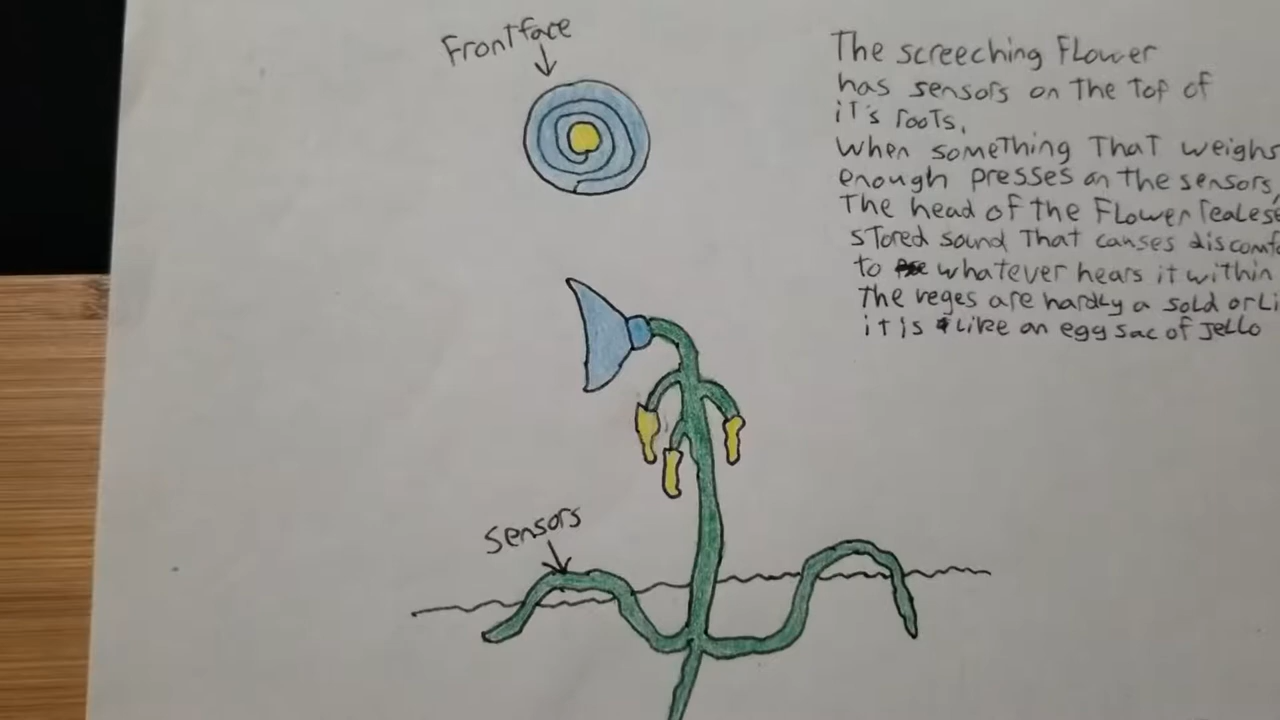 Frontface
The screeching Flower
has sensors on the top of
it's roots,
when something that weighs
enough presses on the sensors,
the head of the Flower
stored sound that causes
to whatever hears it within
the veges are hardly a sold or
it is like an egg sac of Jello
sensors